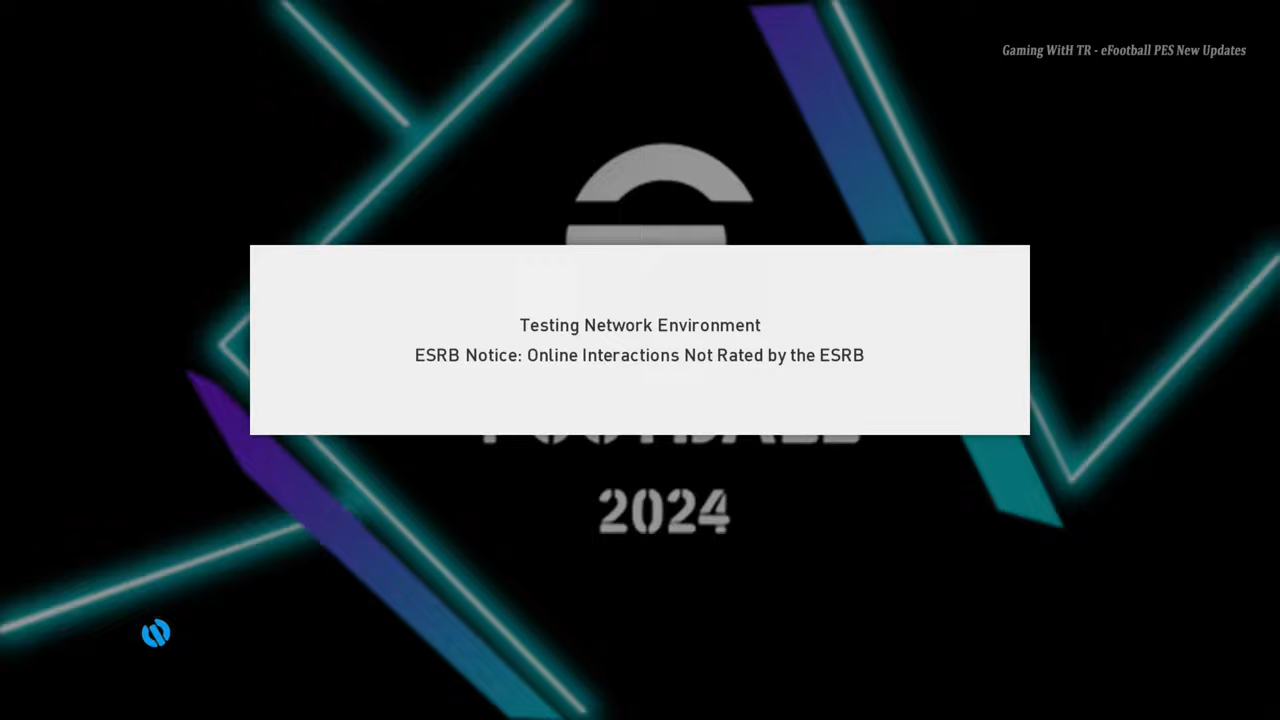 Gaming WitH TR - eFootball PES New Updates
Testing Network Environment
ESRB Notice: Online Interactions Not Rated by the ESRB
2024